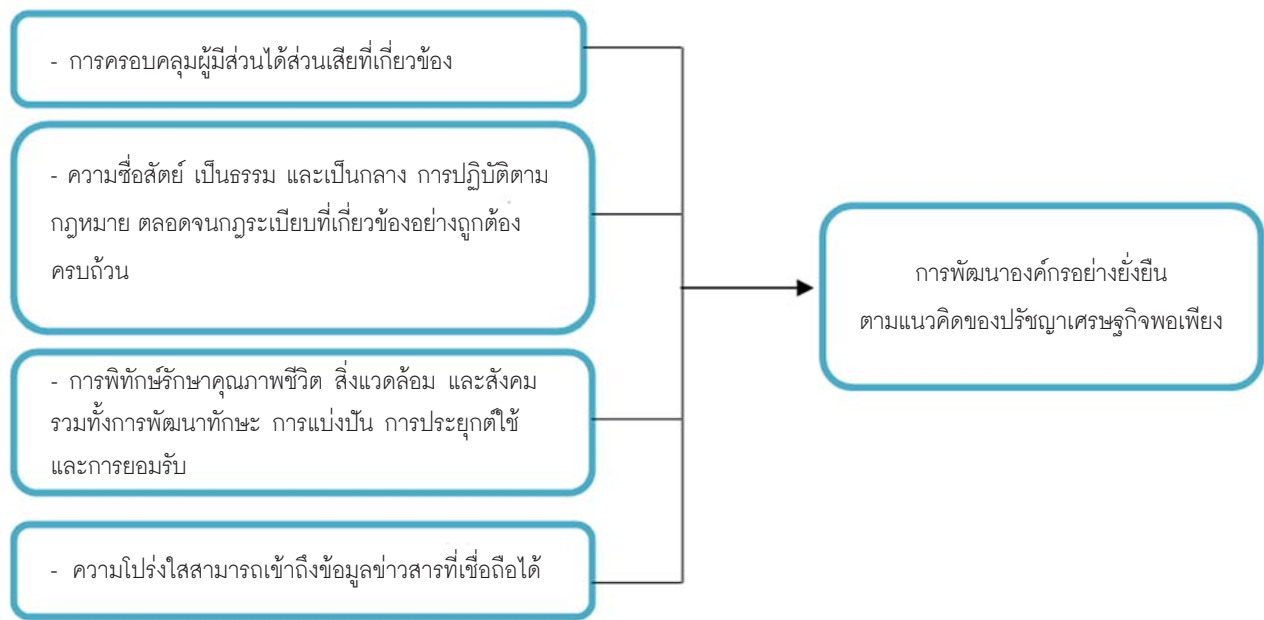 - การครอบคลุมผู้มีส่วนได้ส่วนเสียที่เกี่ยวข้อง
- ความซื่อสัตย์ เป็นธรรม และเป็นกลาง การปฏิบัติตาม
กฎหมาย ตลอดจนกฎระเบียบที่เกี่ยวข้องอย่างถูกต้อง
ครบถ้วน
- การพิทักษ์รักษาคุณภาพชีวิต สิ่งแวดล้อม และสังคม
รวมทั้งการพัฒนาทักษะ การแบ่งปัน การประยุกต์ใช้
และการยอมรับ
- ความโปร่งใสสามารถเข้าถึงข้อมูลข่าวสารที่เชื่อถือได้
การพัฒนาองค์กรอย่างยั่งยืน
ตามแนวคิดของปรัชญาเศรษฐกิจพอเพียง